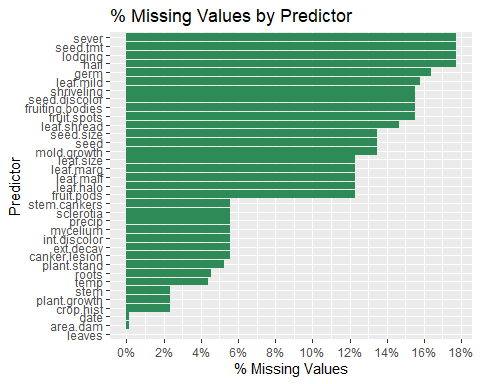 % Missing Values by Predictor
sever
seed.tmt
lodging
hail
germ
leaf.mild
shriveling
seed.discolor
fruiting.bodies
fruit.spots
leaf.shread
seed.size
seed
mold.growth
leaf.size
leaf.marg
leaf.malf
leaf.halo
fruit.pods
stem.cankers
sclerotia
precip
mycelium
int.discolor
ext.decay
canker.lesion
plant.stand
roots
temp
stem
plant.growth
crop.hist
date
area.dam
leaves
Predictor
0% 2% 4% 6% 8% 10% 12% 14% 16% 18%
% Missing Values